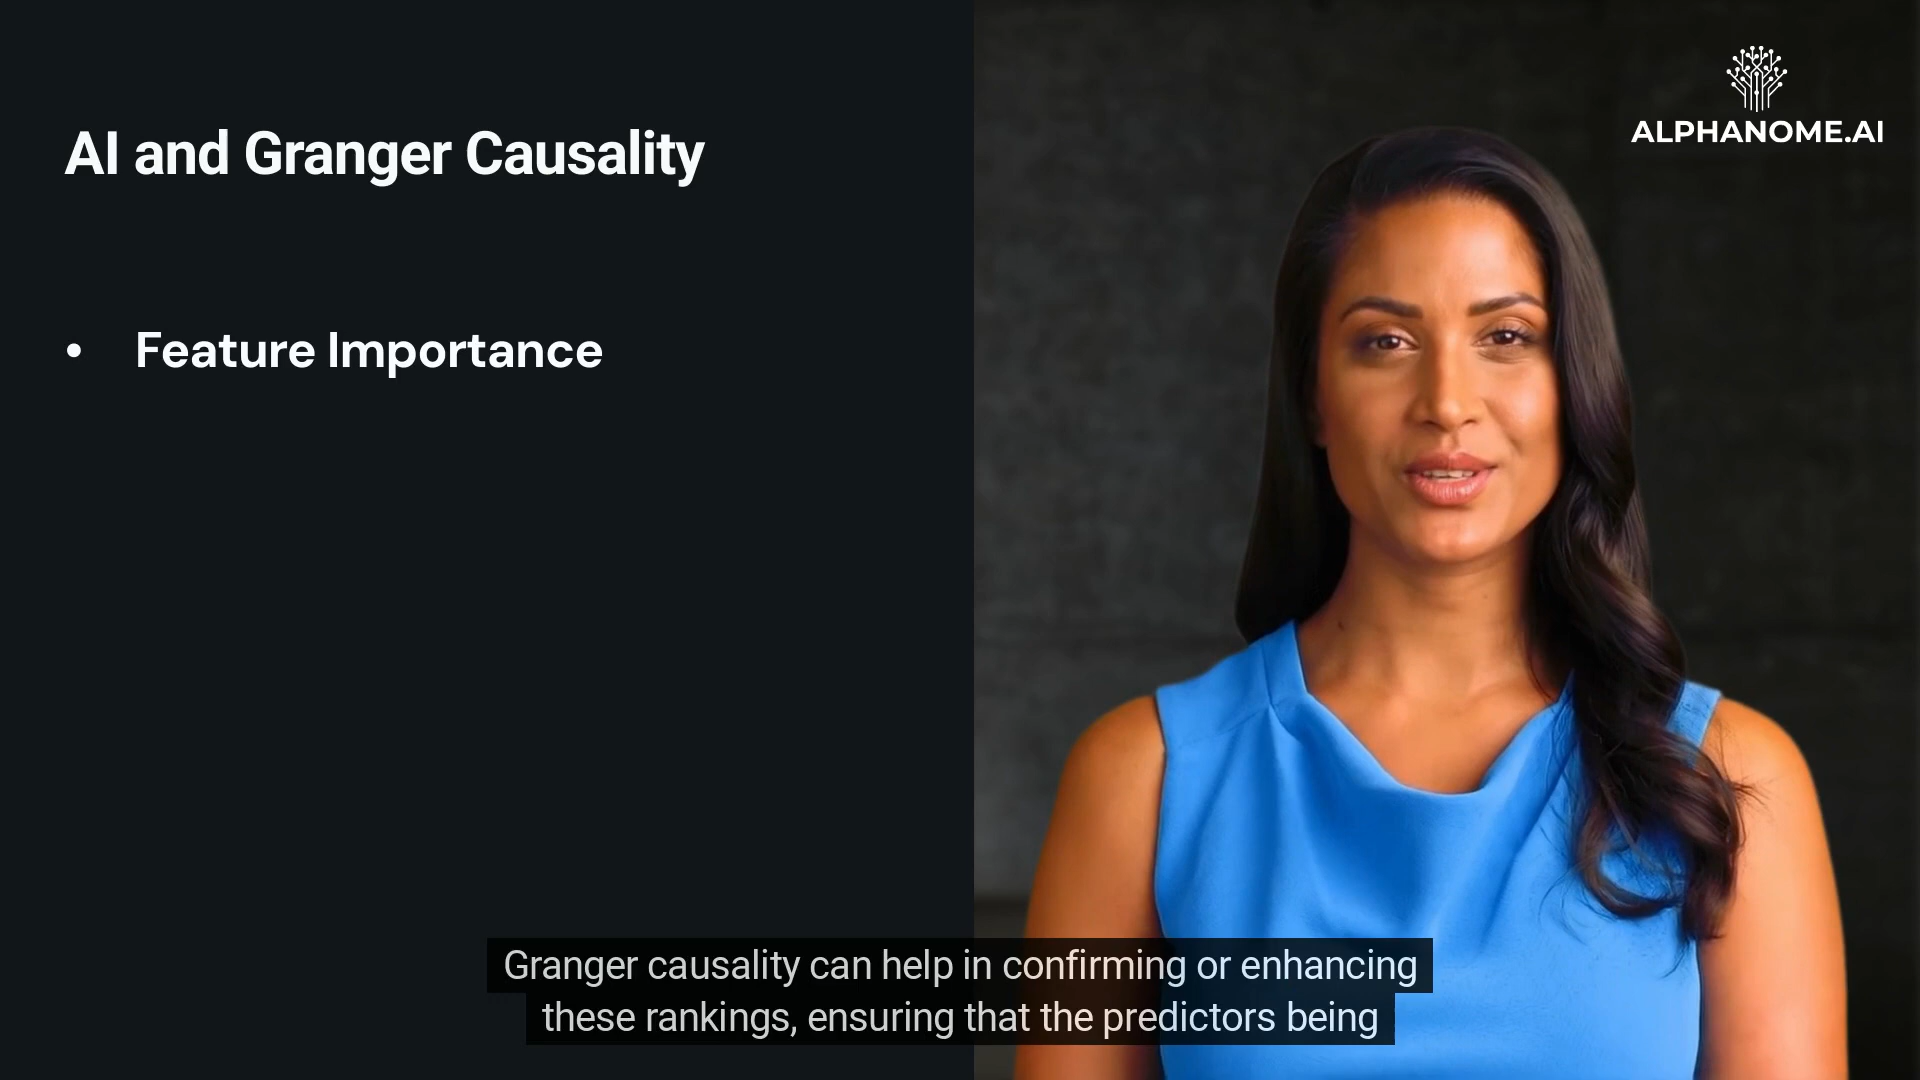 ALPHANOME.AI
AI and Granger Causality
• Feature Importance
Granger causality can help in confirming or enhancing
these rankings, ensuring that the predictors being